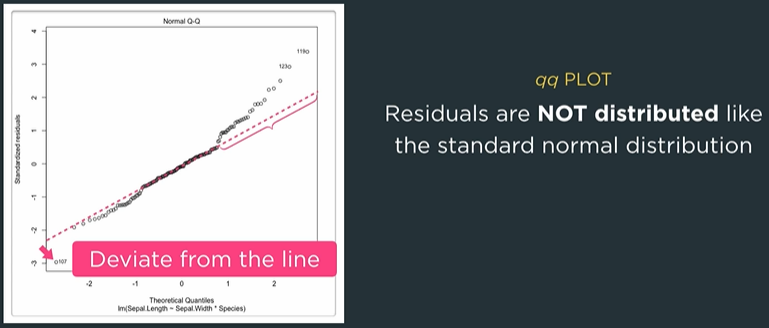 Normal Q-Q
Standardized residuals
4
3
2
1
0
-1
-2
-3
119
123
107
Deviate from the line
-2 -1 0 1 2
Theoretical Quantiles
lm(Sepal.Length ~ Sepal.Width * Species)
qq PLOT
Residuals are NOT distributed like
the standard normal distribution